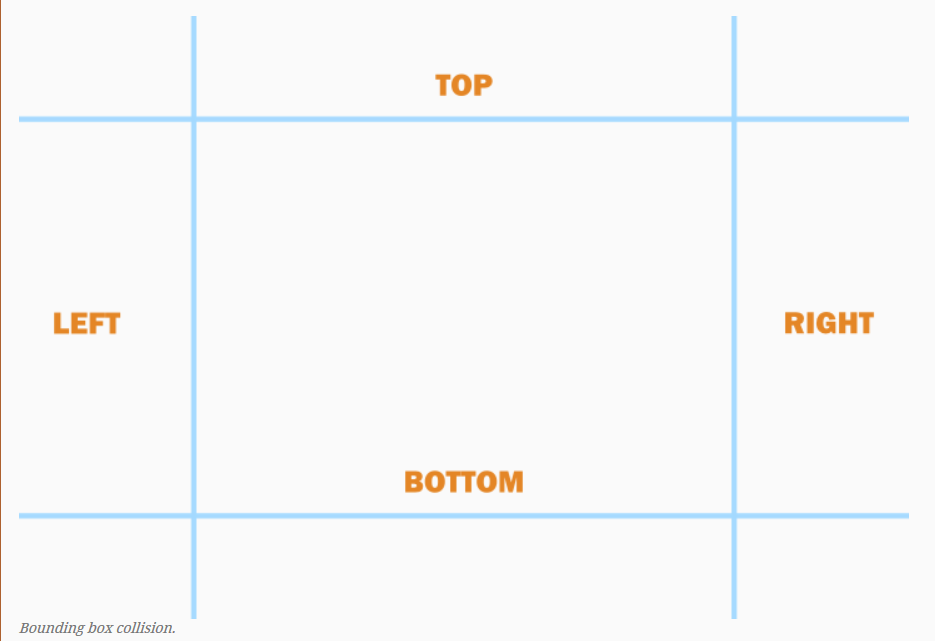 TOP
LEFT
RIGHT
BOTTOM
Bounding box collision.